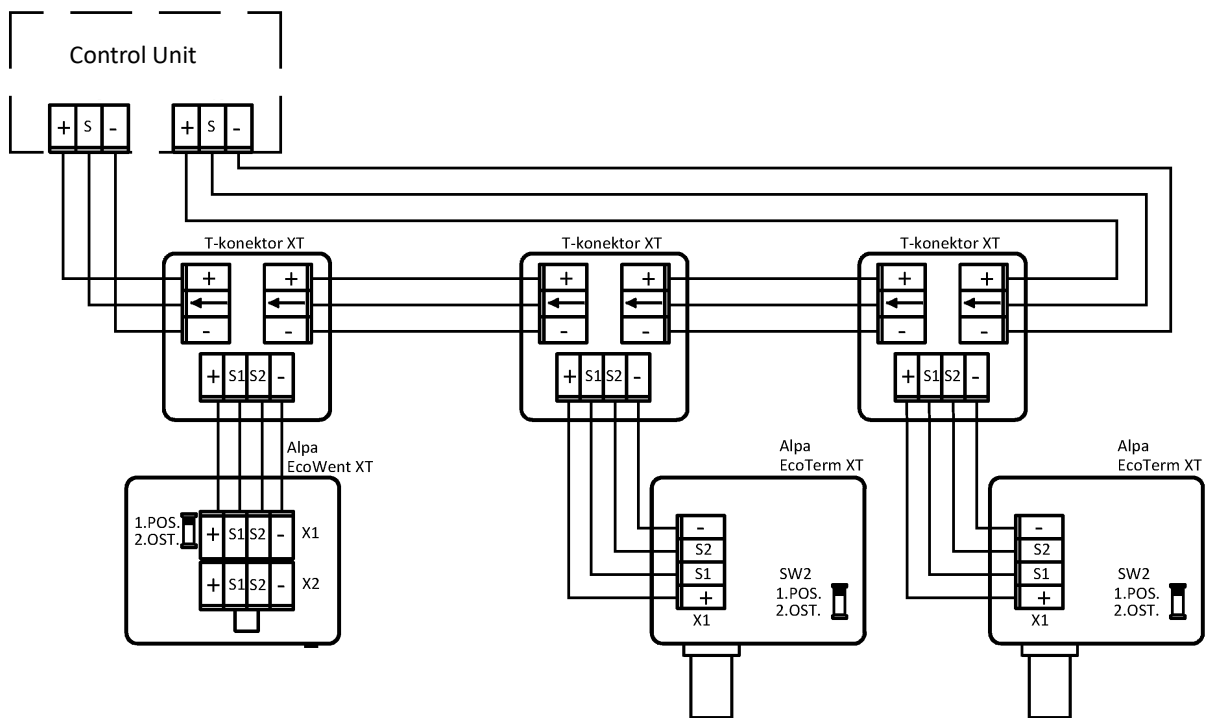 Control Unit
+ S -
+ S -
T-konektor XT
T-konektor XT
T-konektor XT
+ +
- -
+ +
- -
+ +
- -
+ S1 S2 -
+ S1 S2 -
+ S1 S2 -
Alpa
EcoWent XT
Alpa
EcoTerm XT
Alpa
EcoTerm XT
1.POS.
2.OST.
+ S1 S2 -
X1
+ S1 S2 -
X2
-
S2
S1
+
X1
SW2
1.POS.
2.OST.
-
S2
S1
+
X1
SW2
1.POS.
2.OST.